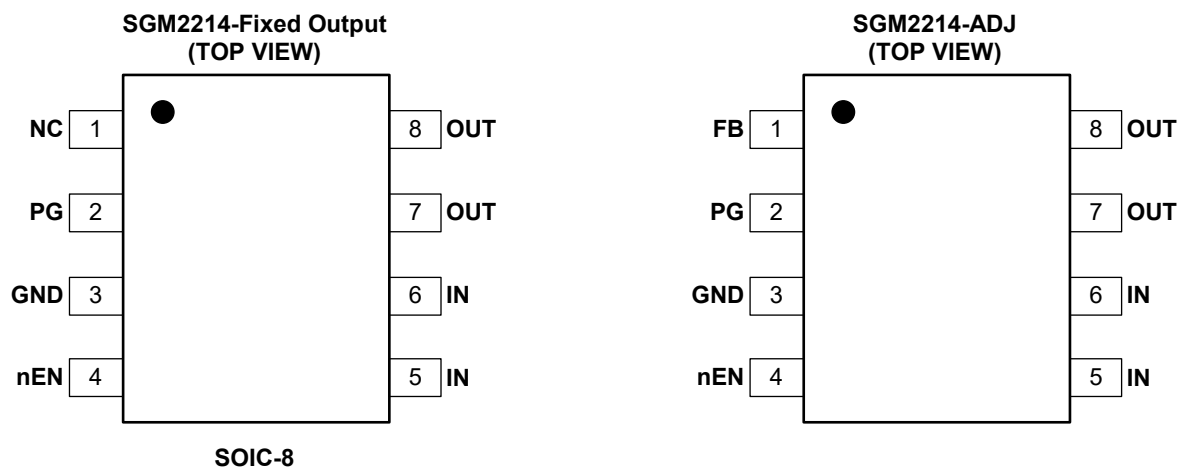 SGM2214-Fixed Output
(TOP VIEW)
NC 1 8 OUT
PG 2 7 OUT
GND 3 6 IN
nEN 4 5 IN
SOIC-8
SGM2214-ADJ
(TOP VIEW)
FB 1 8 OUT
PG 2 7 OUT
GND 3 6 IN
nEN 4 5 IN